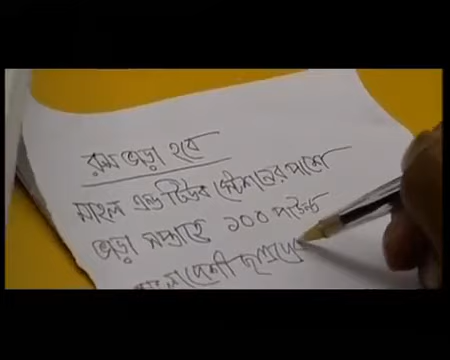 রুম ভাড়া হবে
মাইল এন্ড টিউব স্টেশনের পাশে
ভাড়া সপ্তাহে ১০০ পাউন্ড
বাংলাদেশী